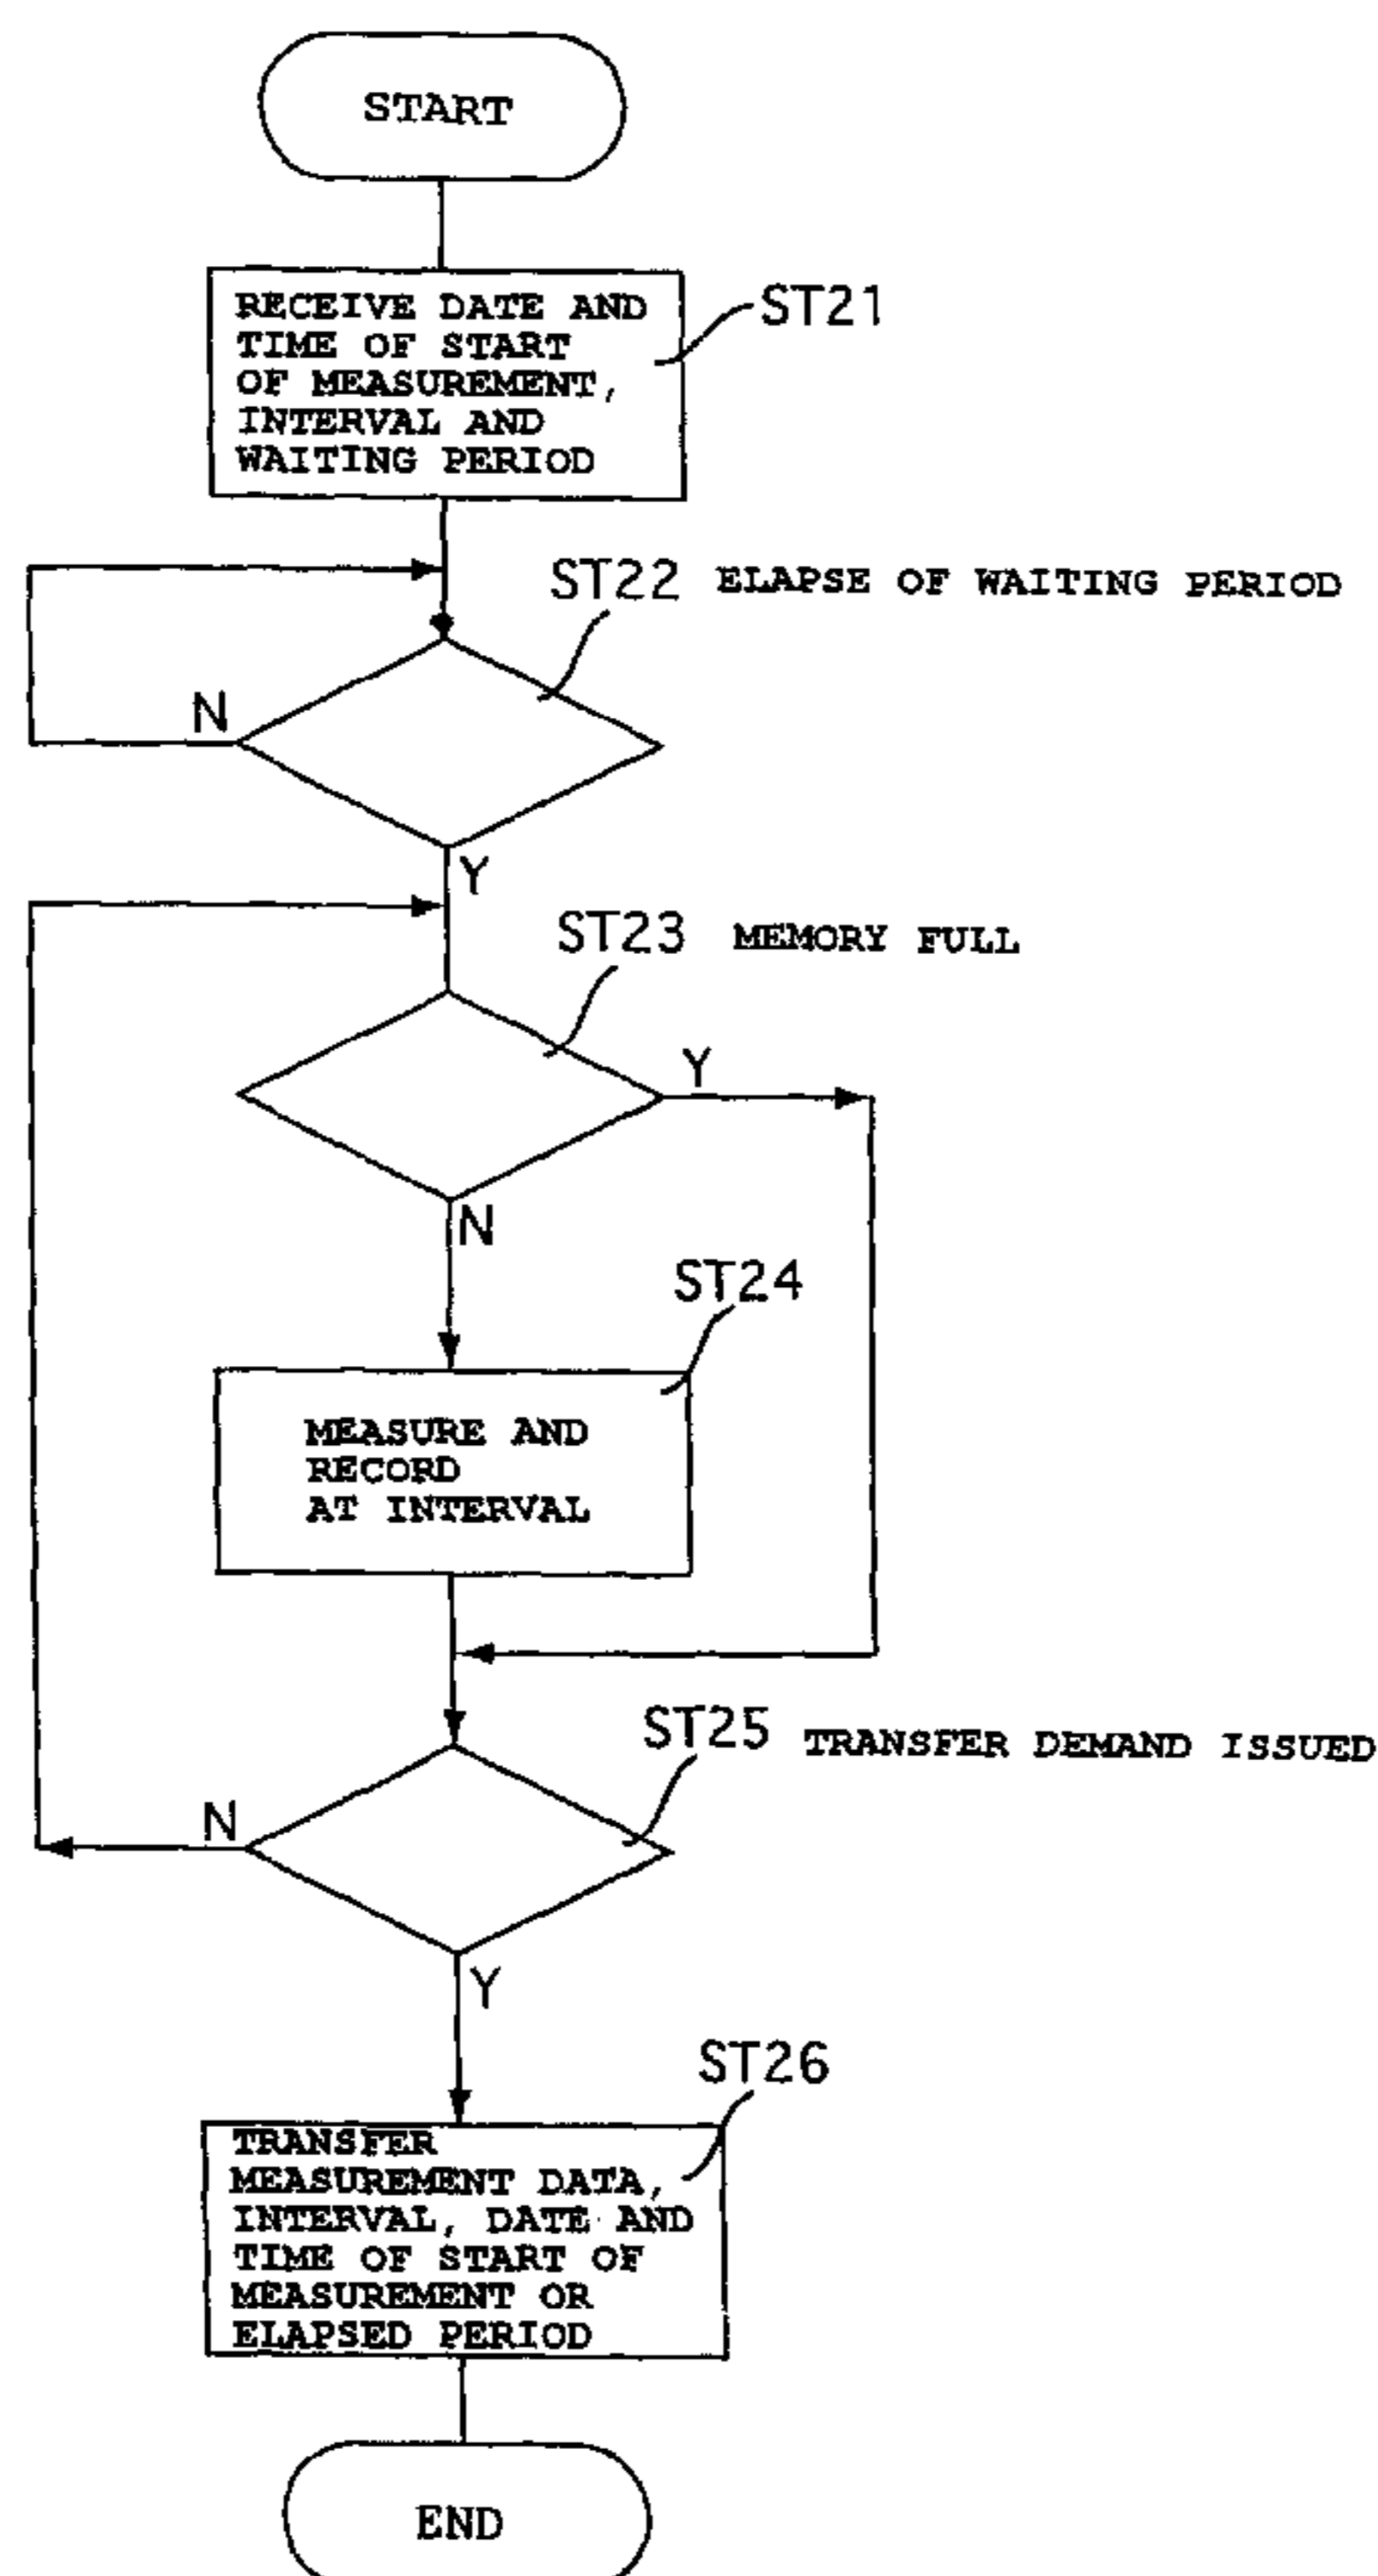 START
RECEIVE DATE AND
TIME OF START
OF MEASUREMENT,
INTERVAL AND
WAITING PERIOD
ST21
ST22 ELAPSE OF WAITING PERIOD
N
Y
ST23 MEMORY FULL
Y
N
ST24
MEASURE AND
RECORD
AT INTERVAL
ST25 TRANSFER DEMAND ISSUED
N
Y
ST26
TRANSFER
MEASUREMENT DATA,
INTERVAL, DATE AND
TIME OF START OF
MEASUREMENT OR
ELAPSED PERIOD
END